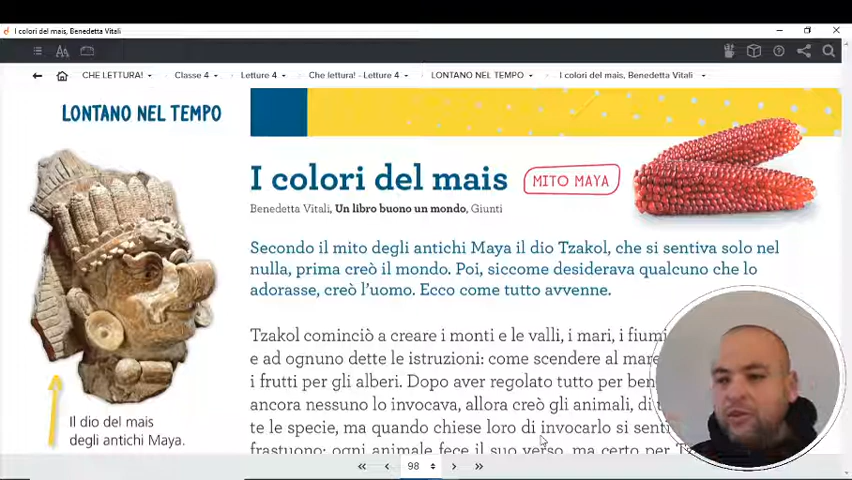 I colori del mais, Benedetta Vitali
CHE LETTURA! Classe 4 Letture 4 Che lettura! - Letture 4 LONTANO NEL TEMPO I colori del mais, Benedetta Vitali
LONTANO NEL TEMPO
I colori del mais MITO MAYA
Benedetta Vitali, Un libro buono un mondo, Giunti
Secondo il mito degli antichi Maya il dio Tzakol, che si sentiva solo nel
nulla, prima creò il mondo. Poi, siccome desiderava qualcuno che lo
adorasse, creò l'uomo. Ecco come tutto avvenne.
Tzakol cominciò a creare i monti e le valli, i mari, i fiumi
e ad ognuno dette le istruzioni: come scendere al mare
i frutti per gli alberi. Dopo aver regolato tutto per ben
ancora nessuno lo invocava, allora creò gli animali, di
te le specie, ma quando chiese loro di invocarlo si sentì
frastuono: ogni animale fece il suo verso, ma certo per
Il dio del mais
degli antichi Maya.
98